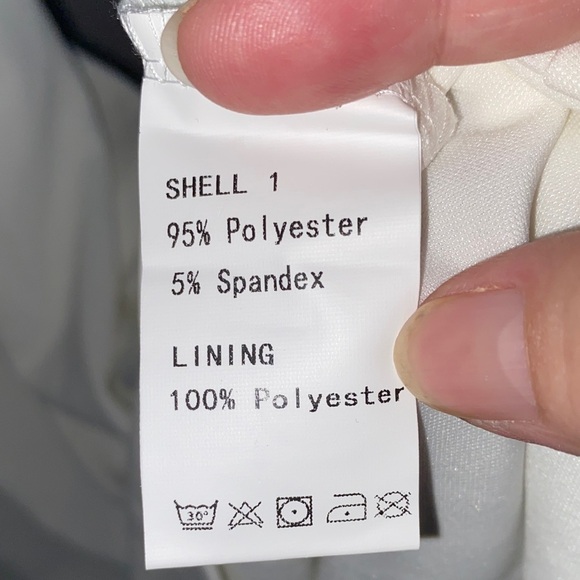 SHELL 1
95% Polyester
5% Spandex
LINING
100% Polyester
30°